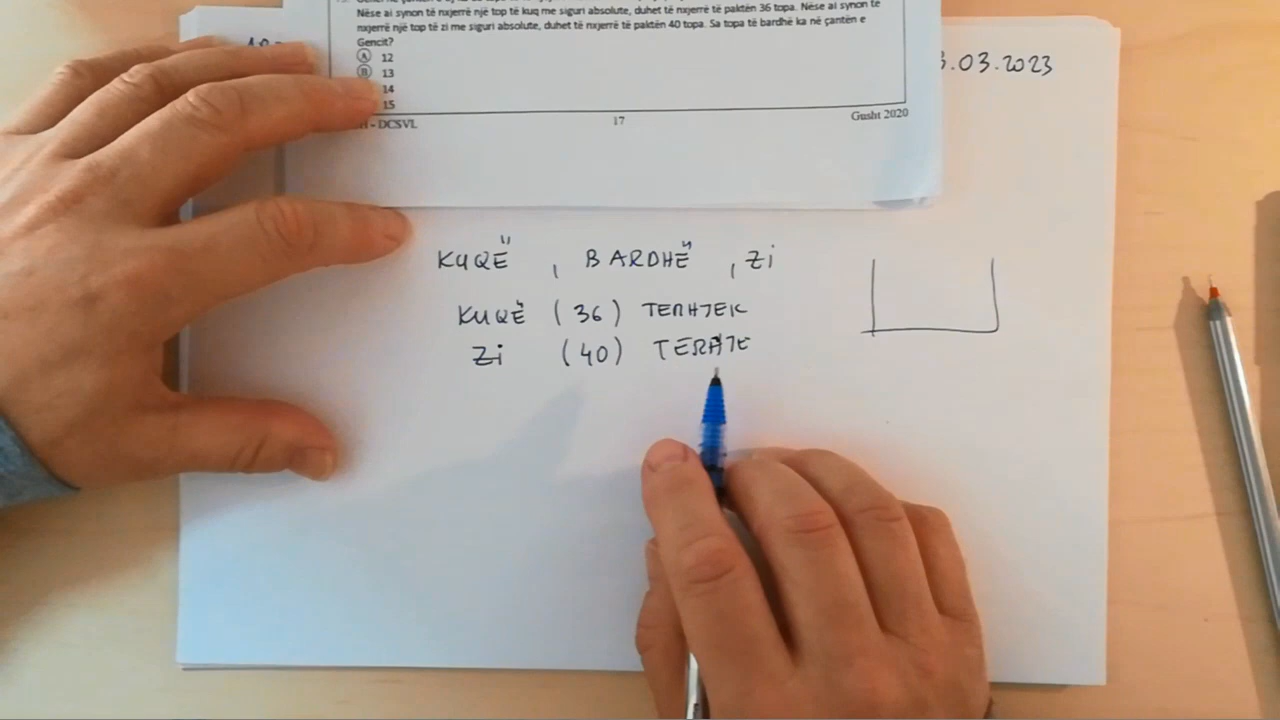 Nëse ai synon të nxjerrë një top të kuq me siguri absolute, duhet të nxjerrë të paktën 36 topa. Nëse ai synon të
nxjerrë një top të zi me siguri absolute, duhet të nxjerrë të paktën 40 topa. Sa topa të bardhë ka në çantën e
Gencit?
A 12
B 13
14
15
- DCSVL 17 Gusht 2020
.03.2023
KUQË , BARDHË , Zi
KUQË (36) TERHJEK
Zi (40) TERHJE